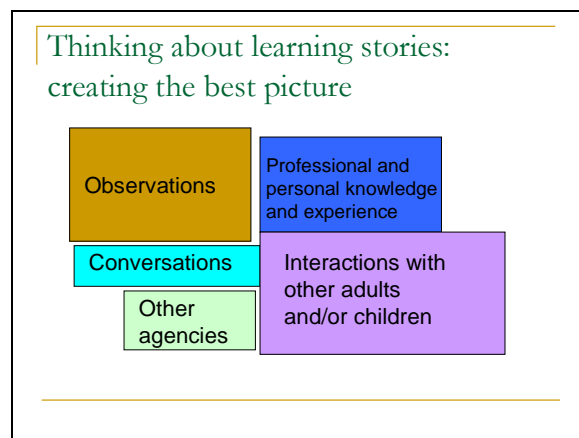 Thinking about learning stories:
creating the best picture
Observations
Professional and
personal knowledge
and experience
Conversations
Interactions with
other adults
and/or children
Other
agencies